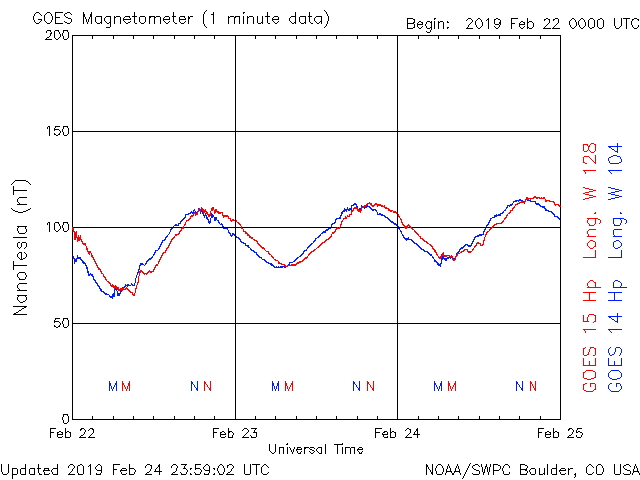 GOES Magnetometer (1 minute data)
Begin: 2019 Feb 22 0000 UTC
200
150
100
50
0
NanoTesla (nT)
M M N N M M N N M M N N
Feb 22 Feb 23 Feb 24 Feb 25
Universal Time
GOES 15 Hp Long. W 128
GOES 14 Hp Long. W 104
Updated 2019 Feb 24 23:59:02 UTC
NOAA/SWPC Boulder, CO USA